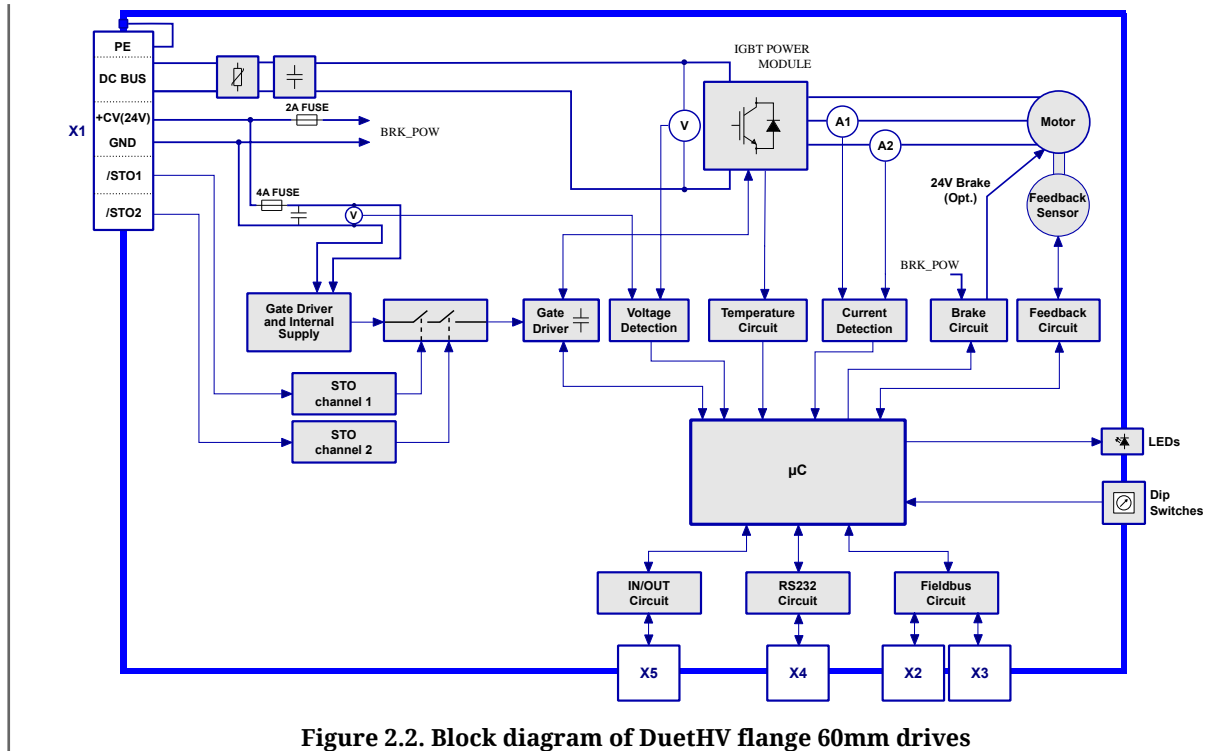 PE
IGBT POWER
MODULE
DC BUS
2A FUSE
+CV(24V)
X1
BRK_POW
V
A1
Motor
GND
A2
/STO1
24V Brake
(Opt.)
4A FUSE
Feedback
Sensor
/STO2
V
BRK_POW
Gate Driver
and Internal
Supply
Gate
Driver
Voltage
Detection
Temperature
Circuit
Current
Detection
Brake
Circuit
Feedback
Circuit
STO
channel 1
STO
channel 2
µC
LEDs
Dip
Switches
IN/OUT
Circuit
RS232
Circuit
Fieldbus
Circuit
X5
X4
X2
X3
Figure 2.2. Block diagram of DuetHV flange 60mm drives